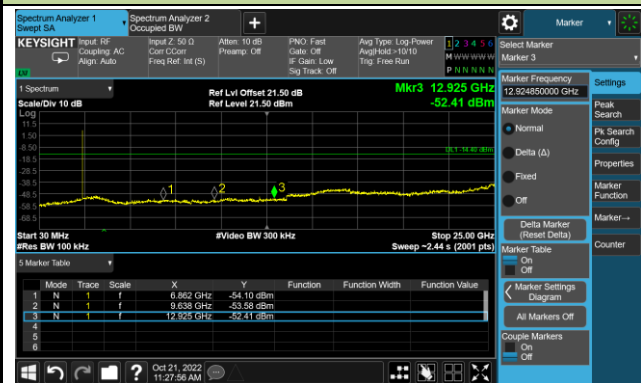 Spectrum Analyzer 1
Swept SA
Spectrum Analyzer 2
Occupied BW
Marker
KEYSIGHT
Input: RF
Coupling: AC
Align: Auto
Input Z: 50 Ω
Corr CCorr
Freq Ref: Int (S)
Atten: 10 dB
Preamp: Off
PNO: Fast
Gate: Off
IF Gain: Low
Sig Track: Off
Avg Type: Log-Power
Avg|Hold:>10/10
Trig: Free Run
1 2 3 4 5 6
M W W W W W
P N N N N N
Select Marker
Marker 3
1 Spectrum
Scale/Div 10 dB
Ref Lvl Offset 21.50 dB
Ref Level 21.50 dBm
Mkr3 12.925 GHz
-52.41 dBm
Log
11.5
1.50
-8.50
-18.5
-28.5
-38.5
-48.5
-58.5
-68.5
DL1 -14.40 dBm
1
2
3
Start 30 MHz
#Res BW 100 kHz
#Video BW 300 kHz
Stop 25.00 GHz
Sweep ~2.44 s (2001 pts)
5 Marker Table
Mode Trace Scale X Y Function Function Width Function Value
1 N 1 f 6.862 GHz -54.10 dBm
2 N 1 f 9.638 GHz -53.58 dBm
3 N 1 f 12.925 GHz -52.41 dBm
4
5
6
Marker Frequency
12.924850000 GHz
Marker Mode
Normal
Delta (Δ)
Fixed
Off
Delta Marker
(Reset Delta)
Marker Table
On
Off
Marker Settings
Diagram
All Markers Off
Couple Markers
On
Off
Settings
Peak
Search
Pk Search
Config
Properties
Marker
Function
Marker→
Counter
?
Oct 21, 2022
11:27:56 AM